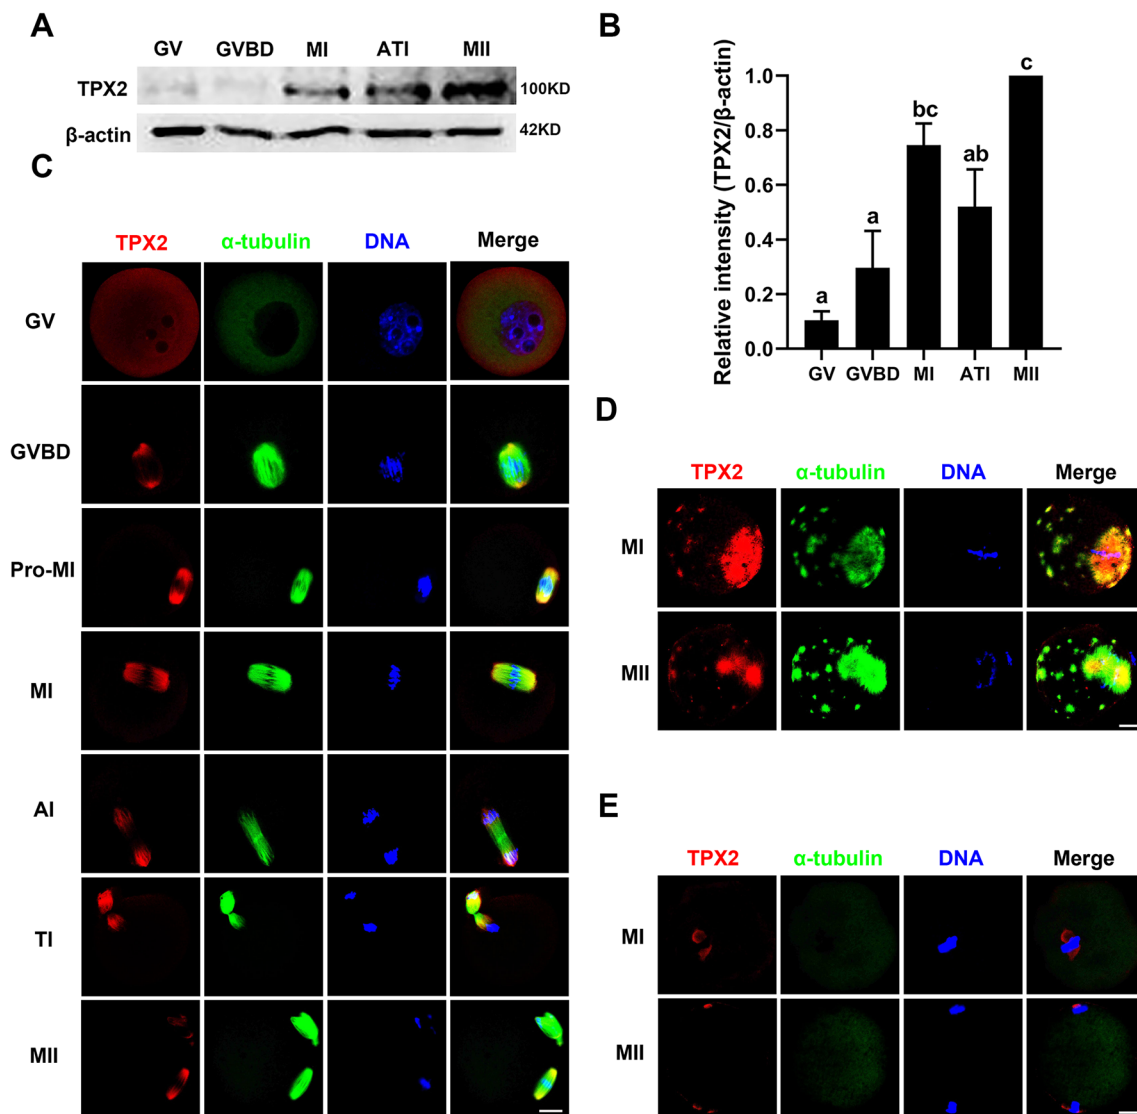 A
GV GVBD MI ATI MII
TPX2 100KD
β-actin 42KD
B
Relative intensity (TPX2/β-actin)
1.0
0.8
0.6
0.4
0.2
0.0
a a bc ab c
GV GVBD MI ATI MII
C
TPX2 α-tubulin DNA Merge
GV
GVBD
Pro-MI
MI
AI
TI
MII
D
TPX2 α-tubulin DNA Merge
MI
MII
E
TPX2 α-tubulin DNA Merge
MI
MII